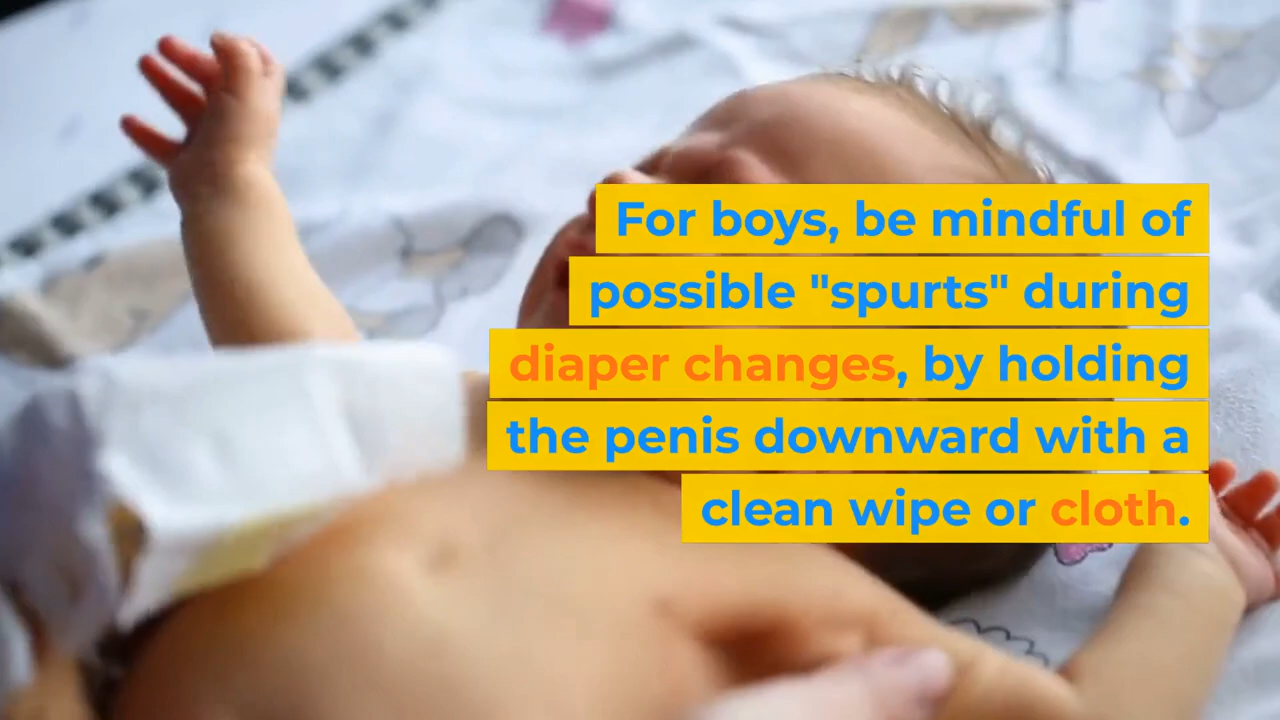 For boys, be mindful of
possible "spurts" during
diaper changes, by holding
the penis downward with a
clean wipe or cloth.